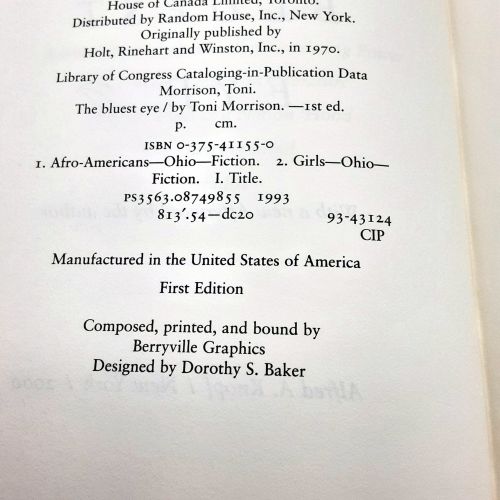 House of Canada Limited, Toronto.
Distributed by Random House, Inc., New York.
Originally published by
Holt, Rinehart and Winston, Inc., in 1970.
Library of Congress Cataloging-in-Publication Data
Morrison, Toni.
The bluest eye / by Toni Morrison. —1st ed.
p. cm.
ISBN 0-375-41155-0
1. Afro-Americans—Ohio—Fiction. 2. Girls—Ohio—
Fiction. I. Title.
PS3563.08749855 1993
813′.54—dc20 93-43124
CIP
Manufactured in the United States of America
First Edition
Composed, printed, and bound by
Berryville Graphics
Designed by Dorothy S. Baker